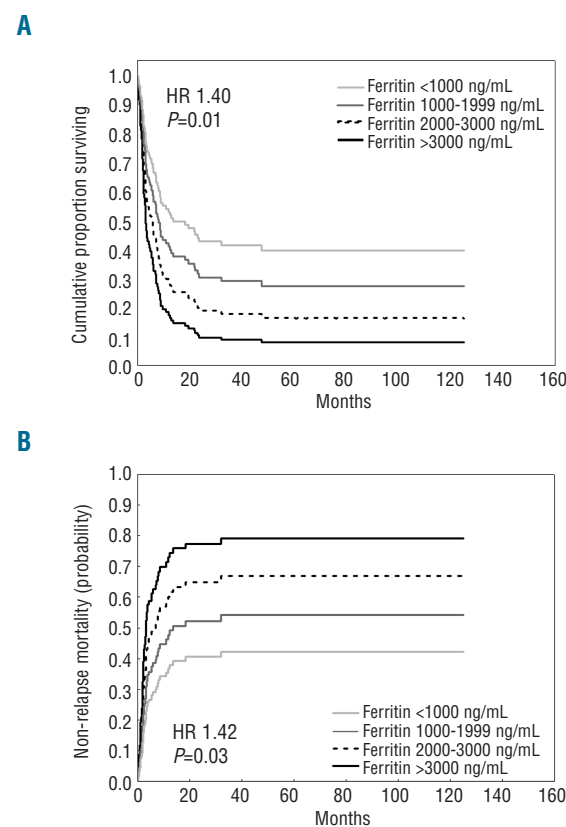 A
Cumulative proportion surviving
1.0
0.9
0.8
0.7
0.6
0.5
0.4
0.3
0.2
0.1
0.0
HR 1.40
P=0.01
Ferritin <1000 ng/mL
Ferritin 1000-1999 ng/mL
Ferritin 2000-3000 ng/mL
Ferritin >3000 ng/mL
0 20 40 60 80 100 120 140 160
Months
B
Non-relapse mortality (probability)
1.0
0.9
0.8
0.7
0.6
0.5
0.4
0.3
0.2
0.1
0.0
HR 1.42
P=0.03
Ferritin <1000 ng/mL
Ferritin 1000-1999 ng/mL
Ferritin 2000-3000 ng/mL
Ferritin >3000 ng/mL
0 20 40 60 80 100 120 140 160
Months